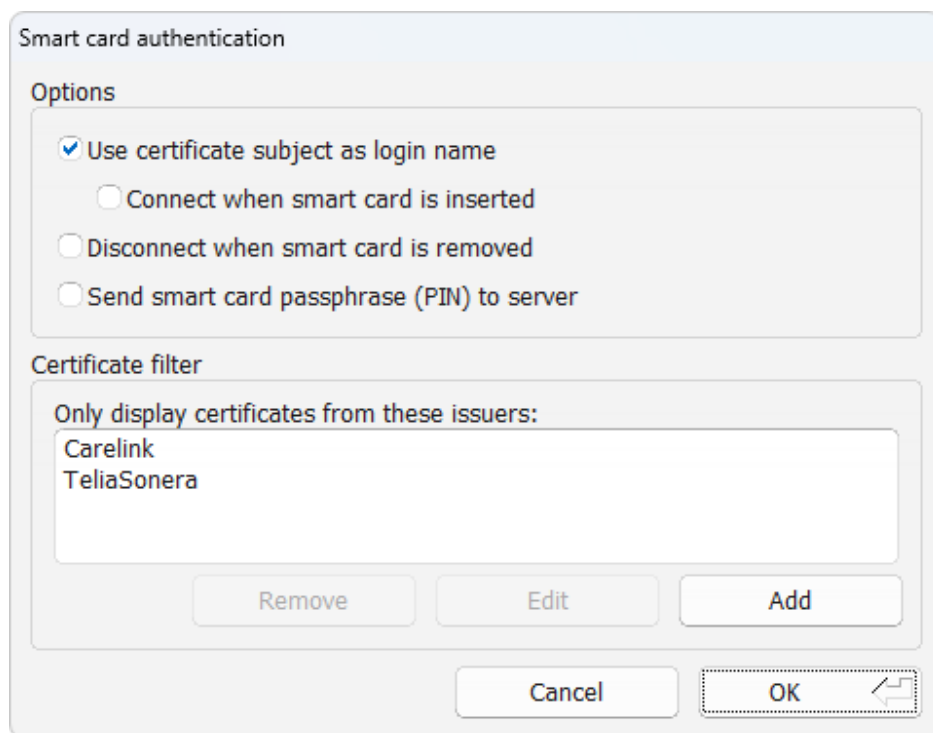 Smart card authentication
Options
Use certificate subject as login name
Connect when smart card is inserted
Disconnect when smart card is removed
Send smart card passphrase (PIN) to server
Certificate filter
Only display certificates from these issuers:
Carelink
TeliaSonera
Remove Edit Add
Cancel OK